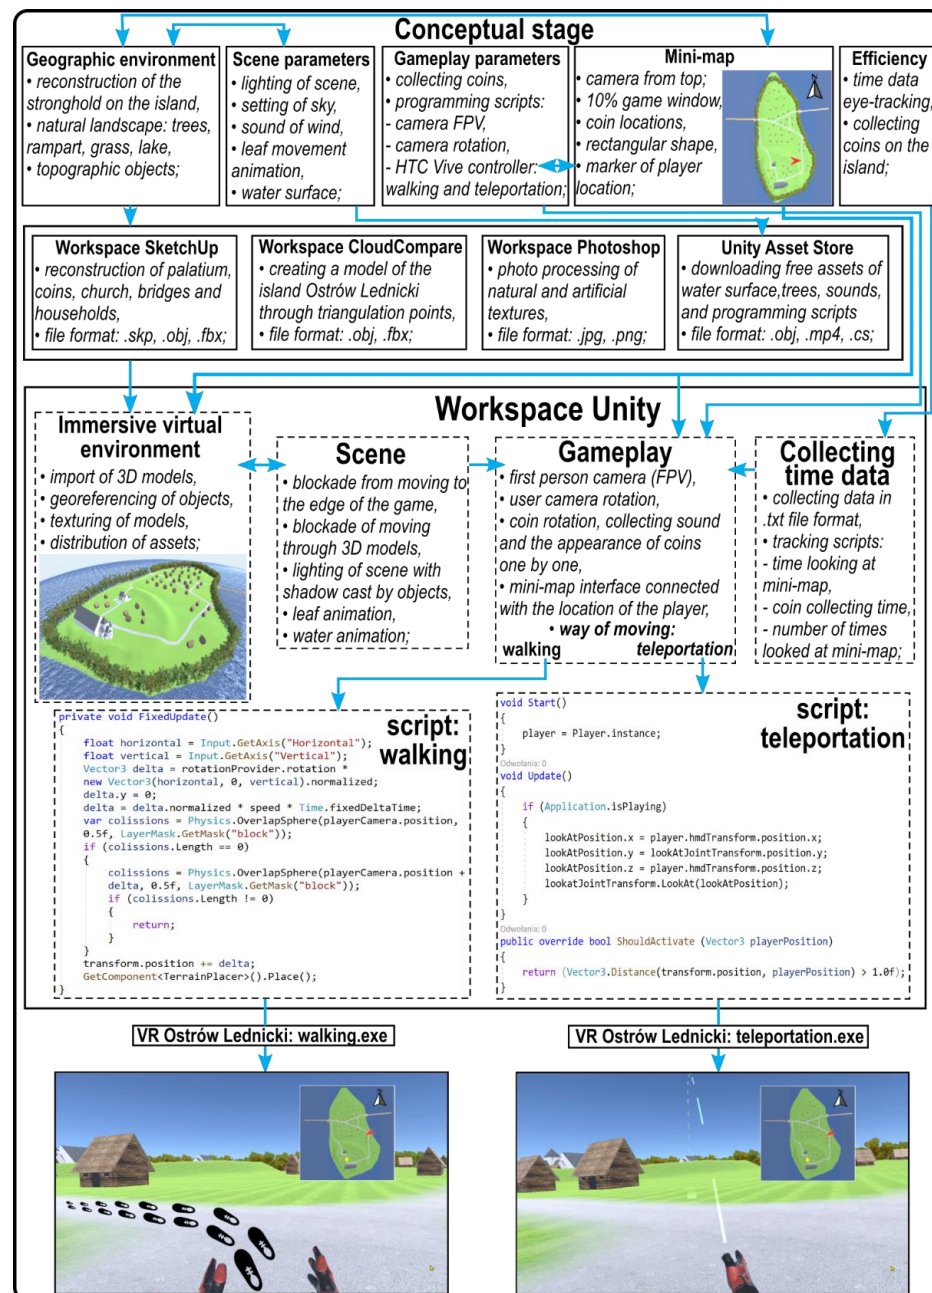 Conceptual stage
Geographic environment
• reconstruction of the
stronghold on the island,
• natural landscape: trees,
rampart, grass, lake,
• topographic objects;
Scene parameters
• lighting of scene,
• setting of sky,
• sound of wind,
• leaf movement
animation,
• water surface;
Gameplay parameters
• collecting coins,
• programming scripts:
- camera FPV,
- camera rotation,
- HTC Vive controller:
walking and teleportation;
Mini-map
• camera from top;
• 10% game window,
• coin locations,
• rectangular shape,
• marker of player
location;
N
Efficiency
• time data
eye-tracking,
• collecting
coins on the
island;
Workspace SketchUp
• reconstruction of palatium,
coins, church, bridges and
households,
• file format: .skp, .obj, .fbx;
Workspace CloudCompare
• creating a model of the
island Ostrów Lednicki
through triangulation points,
• file format: .obj, .fbx;
Workspace Photoshop
• photo processing of
natural and artificial
textures,
• file format: .jpg, .png;
Unity Asset Store
• downloading free assets of
water surface,trees, sounds,
and programming scripts
• file format: .obj, .mp4, .cs;
Workspace Unity
Immersive virtual
environment
• import of 3D models,
• georeferencing of objects,
• texturing of models,
• distribution of assets;
Scene
• blockade from moving to
the edge of the game,
• blockade of moving
through 3D models,
• lighting of scene with
shadow cast by objects,
• leaf animation,
• water animation;
Gameplay
• first person camera (FPV),
• user camera rotation,
• coin rotation, collecting sound
and the appearance of coins
one by one,
• mini-map interface connected
with the location of the player,
• way of moving:
walking teleportation
Collecting
time data
• collecting data in
.txt file format,
• tracking scripts:
- time looking at
mini-map,
- coin collecting time,
- number of times
looked at mini-map;
script:
walking
private void FixedUpdate()
{
float horizontal = Input.GetAxis("Horizontal");
float vertical = Input.GetAxis("Vertical");
Vector3 delta = rotationProvider.rotation *
new Vector3(horizontal, 0, vertical).normalized;
delta.y = 0;
delta = delta.normalized * speed * Time.fixedDeltaTime;
var colissions = Physics.OverlapSphere(playerCamera.position,
0.5f, LayerMask.GetMask("block"));
if (colissions.Length == 0)
{
colissions = Physics.OverlapSphere(playerCamera.position +
delta, 0.5f, LayerMask.GetMask("block"));
if (colissions.Length != 0)
{
return;
}
}
transform.position += delta;
GetComponent<TerrainPlacer>().Place();
}
script:
teleportation
void Start()
{
player = Player.instance;
}
Odwołania: 0
void Update()
{
if (Application.isPlaying)
{
lookAtPosition.x = player.hmdTransform.position.x;
lookAtPosition.y = lookAtJointTransform.position.y;
lookAtPosition.z = player.hmdTransform.position.z;
lookatJointTransform.LookAt(lookAtPosition);
}
}
Odwołania: 0
public override bool ShouldActivate (Vector3 playerPosition)
{
return (Vector3.Distance(transform.position, playerPosition) > 1.0f);
}
VR Ostrów Lednicki: walking.exe
VR Ostrów Lednicki: teleportation.exe
N
N